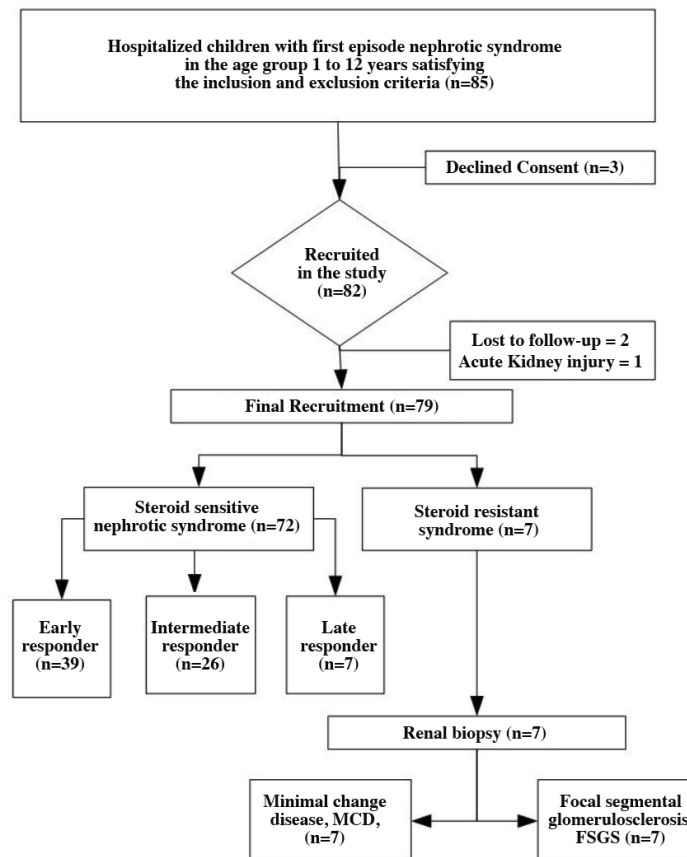 Hospitalized children with first episode nephrotic syndrome
in the age group 1 to 12 years satisfying
the inclusion and exclusion criteria (n=85)
Declined Consent (n=3)
Recruited
in the study
(n=82)
Lost to follow-up = 2
Acute Kidney injury = 1
Final Recruitment (n=79)
Steroid sensitive
nephrotic syndrome (n=72)
Steroid resistant
syndrome (n=7)
Early
responder
(n=39)
Intermediate
responder
(n=26)
Late
responder
(n=7)
Renal biopsy (n=7)
Minimal change
disease, MCD,
(n=7)
Focal segmental
glomerulosclerosis
FSGS (n=7)